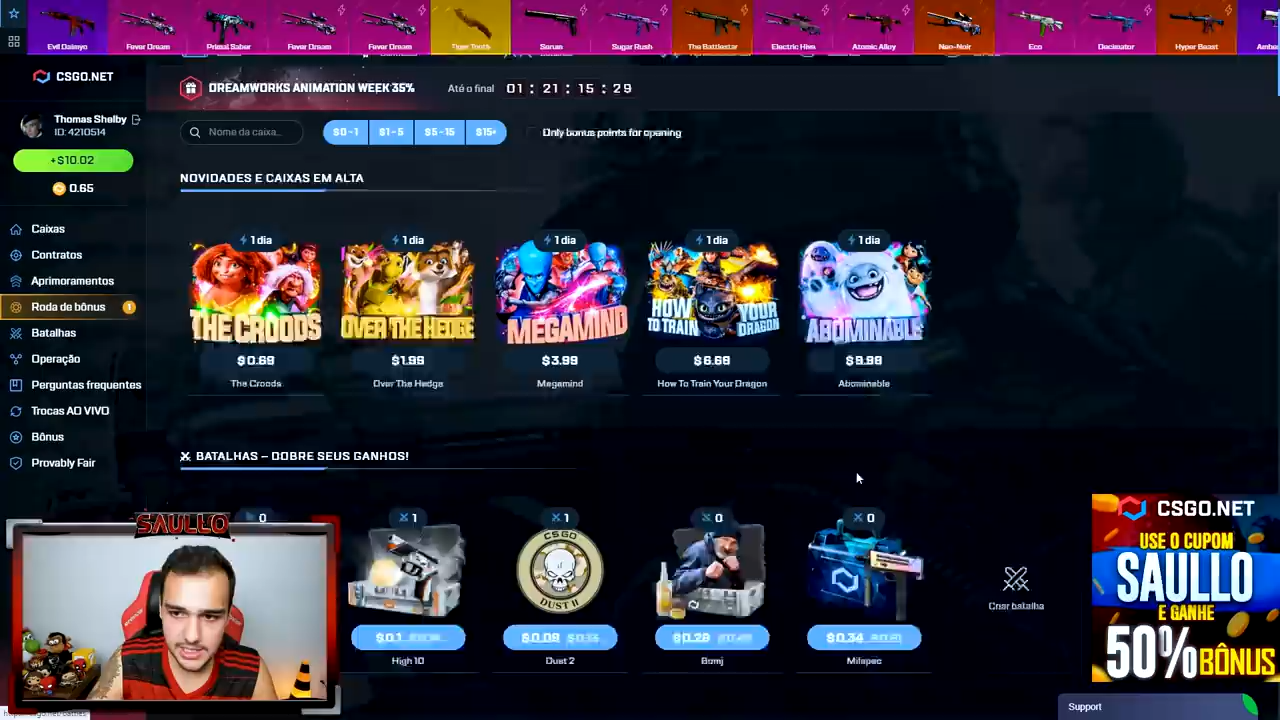 Evil Daimyo
Fever Dream
Primal Saber
Fever Dream
Fever Dream
Tiger Tooth
Serum
Sugar Rush
The Battlestar
Electric Hive
Atomic Alloy
Neo-Noir
Eco
Decimator
Hyper Beast
CSGO.NET
DREAMWORKS ANIMATION WEEK 35%
Até o final
01 : 21 : 15 : 29
Thomas Shelby
ID: 4210514
+$10.02
0.65
Nome da caixa...
$0-1
$1-5
$5-15
$15+
Only bonus points for opening
Caixas
Contratos
Aprimoramentos
Roda de bônus
1
Batalhas
Operação
Perguntas frequentes
Trocas AO VIVO
Bônus
Provably Fair
NOVIDADES E CAIXAS EM ALTA
1 dia
1 dia
1 dia
1 dia
1 dia
THE CROODS
OVER THE HEDGE
MEGAMIND
HOW TO TRAIN YOUR DRAGON
ABOMINABLE
$0.69
$1.99
$3.99
$6.69
$9.99
The Croods
Over The Hedge
Megamind
How To Train Your Dragon
Abominable
BATALHAS – DOBRE SEUS GANHOS!
0
1
1
0
0
CSGO
DUST II
$0.1
$0.09
$0.28
$0.34
High 10
Dust 2
Bomj
Milspec
Criar batalha
SAULLO
CSGO.NET
USE O CUPOM
SAULLO
E GANHE
50% BÔNUS
Support